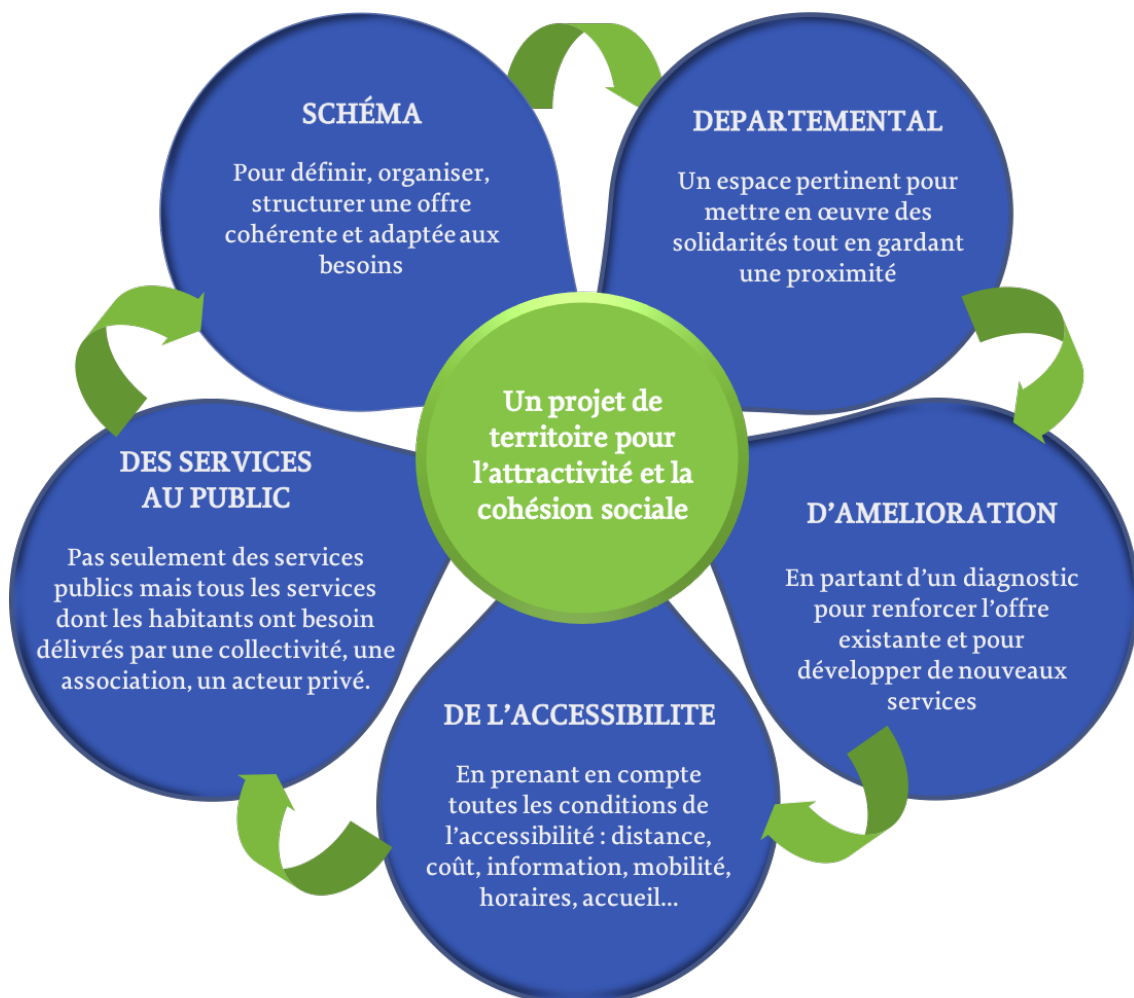 SCHÉMA
Pour définir, organiser,
structurer une offre
cohérente et adaptée aux
besoins
DEPARTEMENTAL
Un espace pertinent pour
mettre en œuvre des
solidarités tout en gardant
une proximité
D’AMELIORATION
En partant d’un diagnostic
pour renforcer l’offre
existante et pour
développer de nouveaux
services
DE L’ACCESSIBILITE
En prenant en compte
toutes les conditions de
l’accessibilité : distance,
coût, information, mobilité,
horaires, accueil...
DES SERVICES
AU PUBLIC
Pas seulement des services
publics mais tous les services
dont les habitants ont besoin
délivrés par une collectivité, une
association, un acteur privé.
Un projet de
territoire pour
l’attractivité et la
cohésion sociale